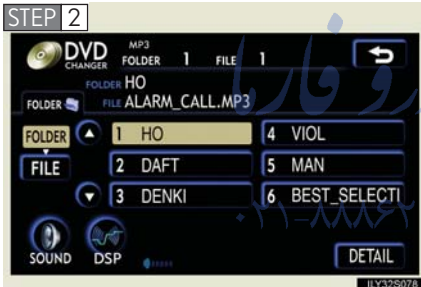 STEP 2
DVD CHANGER MP3 FOLDER 1 FILE 1
FOLDER HO
FOLDER FILE ALARM_CALL.MP3
FOLDER 1 HO 4 VIOL
FILE 2 DAFT 5 MAN
3 DENKI 6 BEST_SELECTI
SOUND DSP DETAIL
ILY32S078